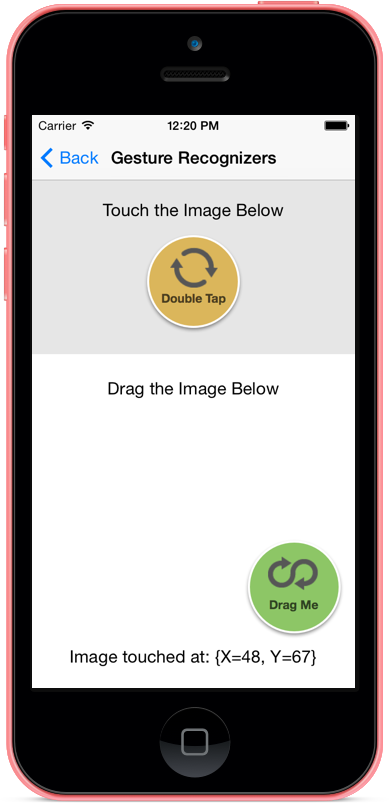 Carrier 12:20 PM
Back Gesture Recognizers
Touch the Image Below
Double Tap
Drag the Image Below
Drag Me
Image touched at: {X=48, Y=67}